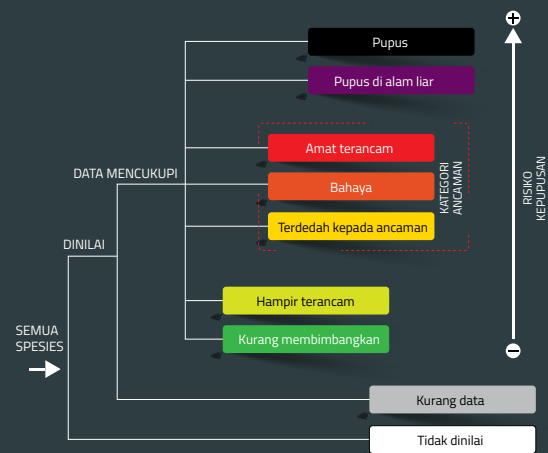 Pupus
Pupus di alam liar
Amat terancam
DATA MENCUKUPI
Bahaya
KATEGORI
ANCAMAN
RISIKO
KEPUPUSAN
Terdedah kepada ancaman
DINILAI
Hampir terancam
SEMUA
SPESIES
Kurang membimbangkan
Kurang data
Tidak dinilai